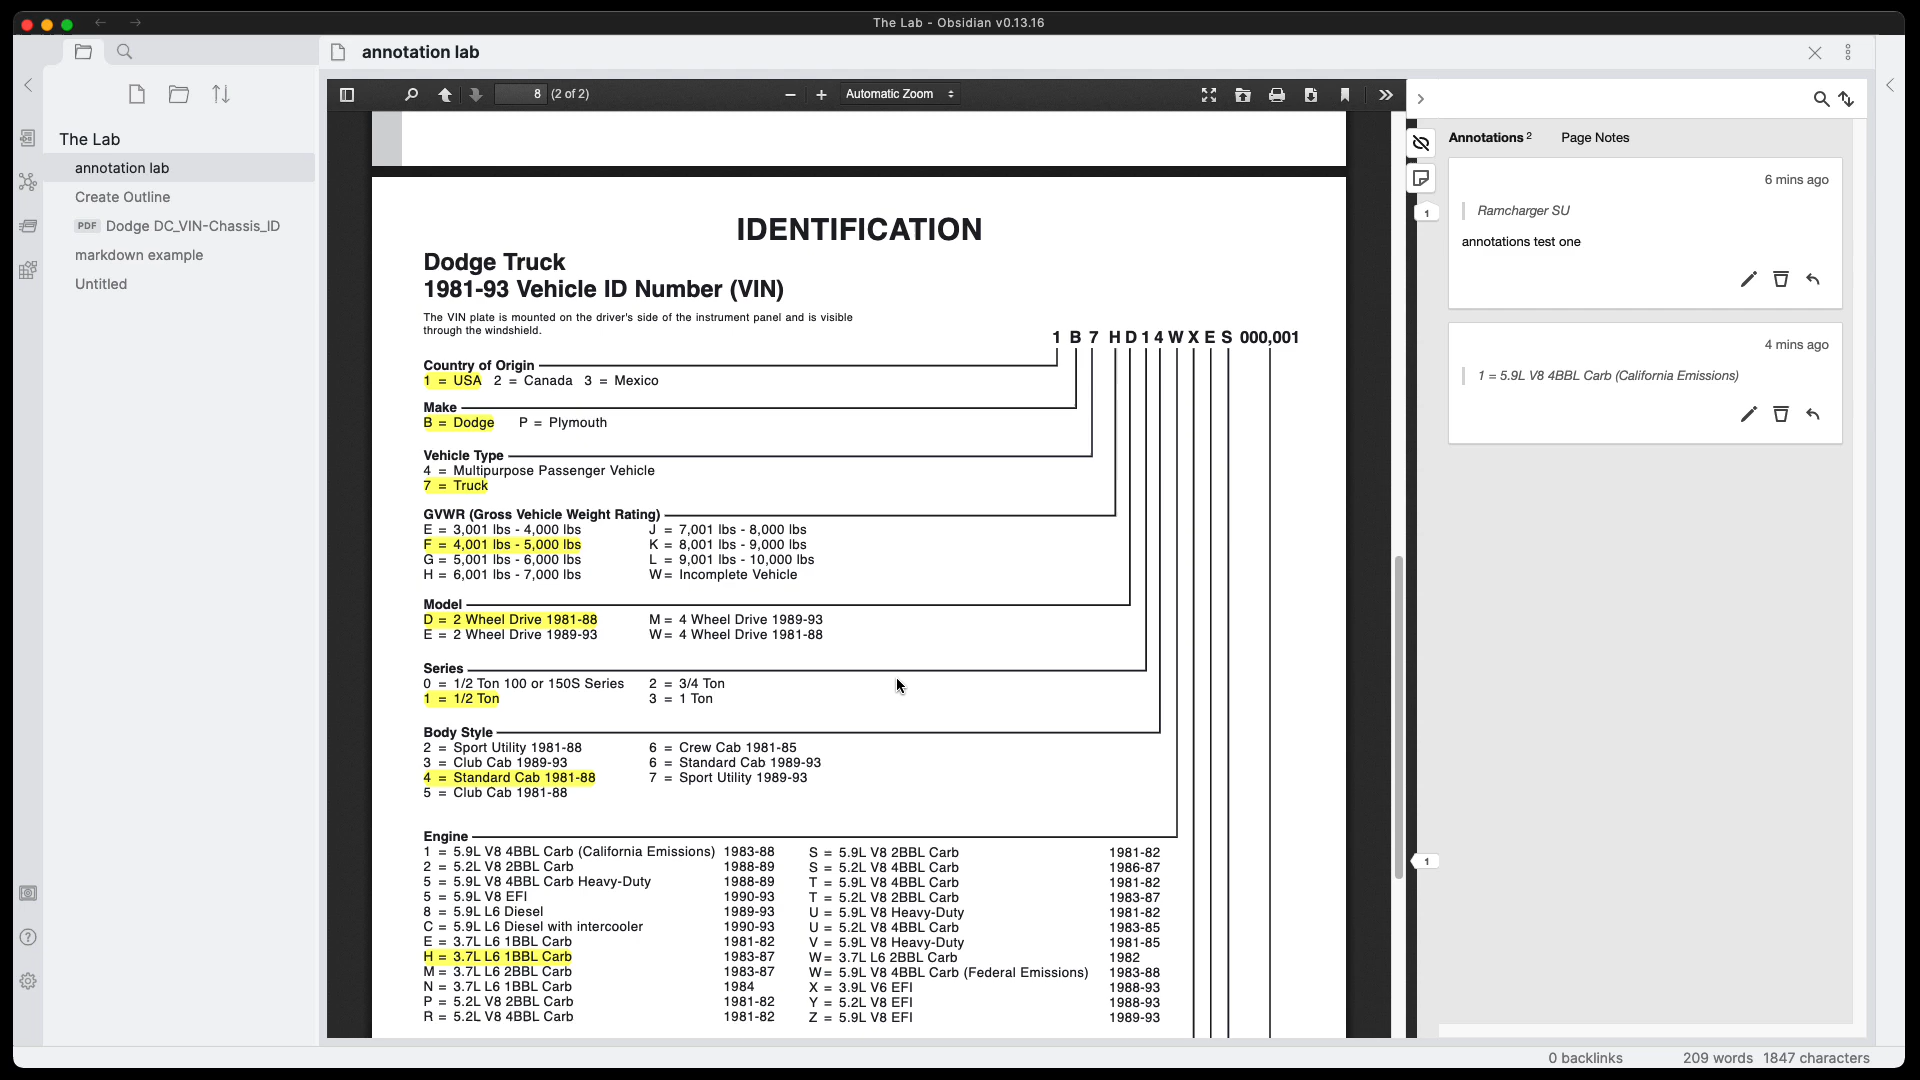 The Lab - Obsidian v0.13.16
annotation lab
8 (2 of 2)
Automatic Zoom
The Lab
annotation lab
Create Outline
PDF Dodge DC_VIN-Chassis_ID
markdown example
Untitled
IDENTIFICATION
Dodge Truck
1981-93 Vehicle ID Number (VIN)
The VIN plate is mounted on the driver's side of the instrument panel and is visible
through the windshield.
1 B 7 H D 1 4 W X E S 000,001
Country of Origin
1 = USA 2 = Canada 3 = Mexico
Make
B = Dodge P = Plymouth
Vehicle Type
4 = Multipurpose Passenger Vehicle
7 = Truck
GVWR (Gross Vehicle Weight Rating)
E = 3,001 lbs - 4,000 lbs J = 7,001 lbs - 8,000 lbs
F = 4,001 lbs - 5,000 lbs K = 8,001 lbs - 9,000 lbs
G = 5,001 lbs - 6,000 lbs L = 9,001 lbs - 10,000 lbs
H = 6,001 lbs - 7,000 lbs W = Incomplete Vehicle
Model
D = 2 Wheel Drive 1981-88 M = 4 Wheel Drive 1989-93
E = 2 Wheel Drive 1989-93 W = 4 Wheel Drive 1981-88
Series
0 = 1/2 Ton 100 or 150S Series 2 = 3/4 Ton
1 = 1/2 Ton 3 = 1 Ton
Body Style
2 = Sport Utility 1981-88 6 = Crew Cab 1981-85
3 = Club Cab 1989-93 6 = Standard Cab 1989-93
4 = Standard Cab 1981-88 7 = Sport Utility 1989-93
5 = Club Cab 1981-88
Engine
1 = 5.9L V8 4BBL Carb (California Emissions) 1983-88 S = 5.9L V8 2BBL Carb 1981-82
2 = 5.2L V8 2BBL Carb 1988-89 S = 5.2L V8 4BBL Carb 1986-87
5 = 5.9L V8 4BBL Carb Heavy-Duty 1988-89 T = 5.9L V8 4BBL Carb 1981-82
5 = 5.9L V8 EFI 1990-93 T = 5.2L V8 2BBL Carb 1983-87
8 = 5.9L L6 Diesel 1989-93 U = 5.9L V8 Heavy-Duty 1981-82
C = 5.9L L6 Diesel with intercooler 1990-93 U = 5.2L V8 4BBL Carb 1983-85
E = 3.7L L6 1BBL Carb 1981-82 V = 5.9L V8 Heavy-Duty 1981-85
H = 3.7L L6 1BBL Carb 1983-87 W = 3.7L L6 2BBL Carb 1982
M = 3.7L L6 2BBL Carb 1983-87 W = 5.9L V8 4BBL Carb (Federal Emissions) 1983-88
N = 3.7L L6 1BBL Carb 1984 X = 3.9L V6 EFI 1988-93
P = 5.2L V8 2BBL Carb 1981-82 Y = 5.2L V8 EFI 1988-93
R = 5.2L V8 4BBL Carb 1981-82 Z = 5.9L V8 EFI 1989-93
1
1
Annotations 2 Page Notes
6 mins ago
Ramcharger SU
annotations test one
4 mins ago
1 = 5.9L V8 4BBL Carb (California Emissions)
0 backlinks 209 words 1847 characters